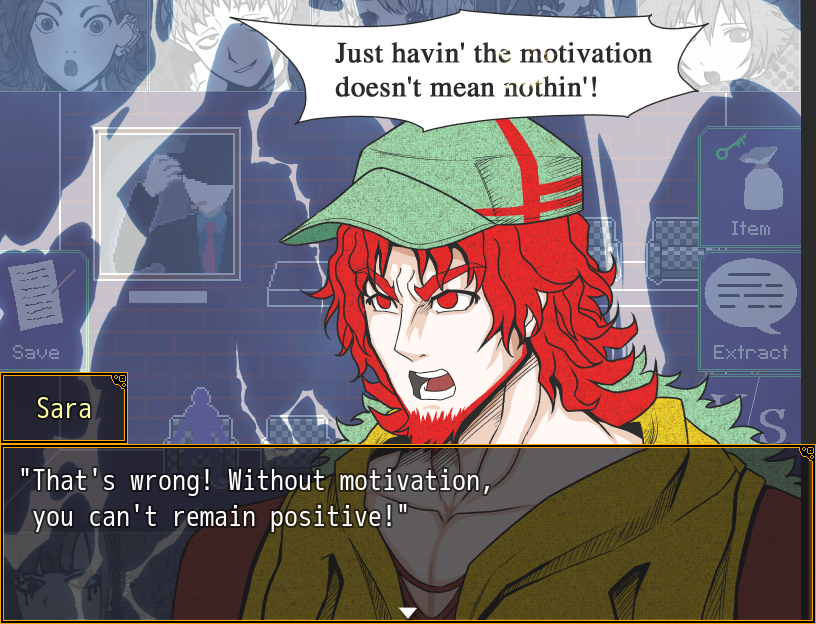 Just havin' the motivation
doesn't mean nothin'!
Item
Save
Extract
VS
Sara
"That's wrong! Without motivation,
you can't remain positive!"